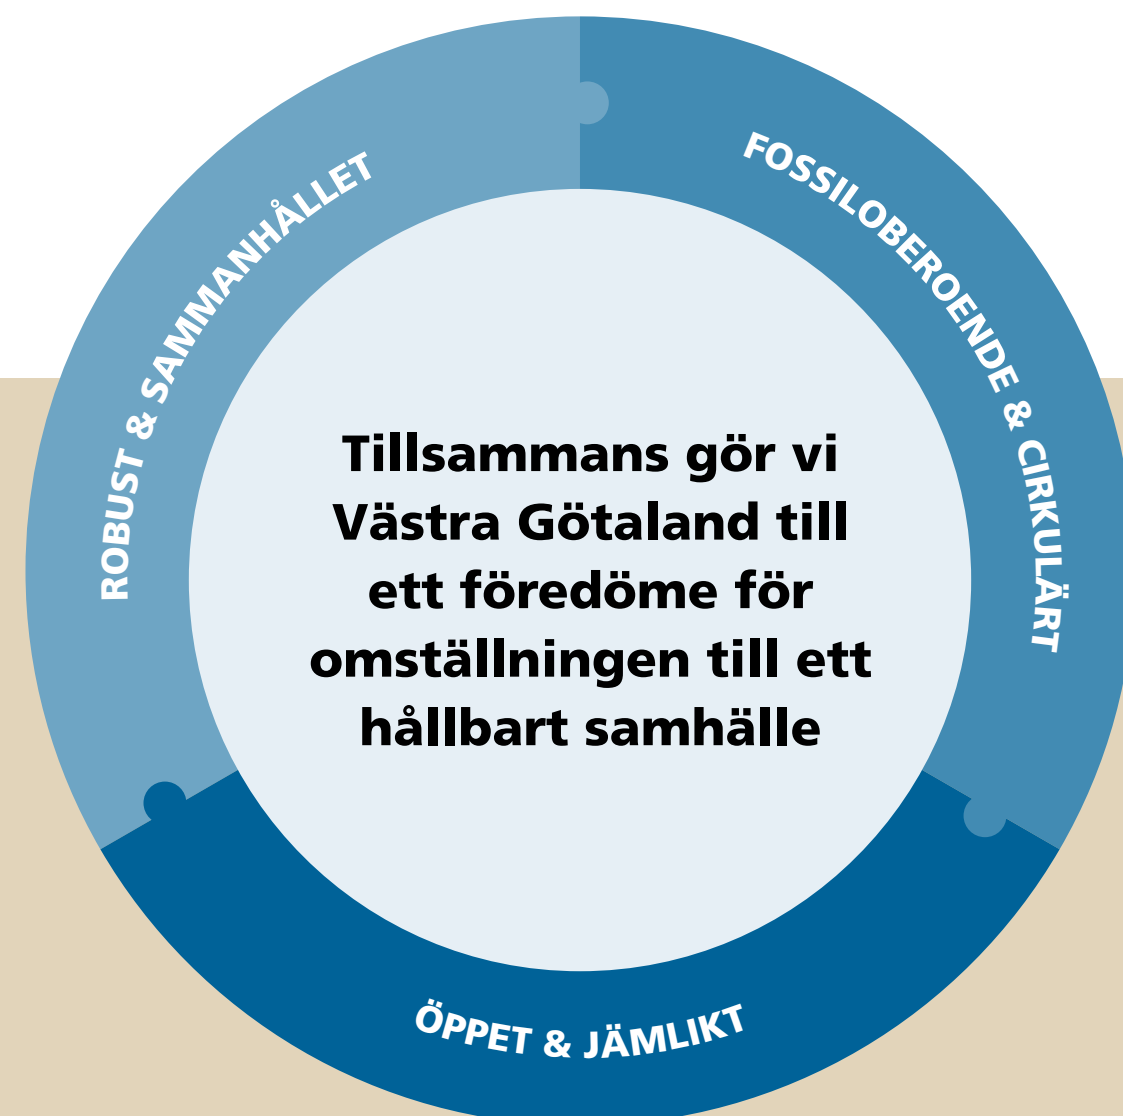 ROBUST & SAMMANHÅLLET
FOSSILOBEROENDE & CIRKULÄRT
Tillsammans gör vi
Västra Götaland till
ett föredöme för
omställningen till ett
hållbart samhälle
ÖPPET & JÄMLIKT